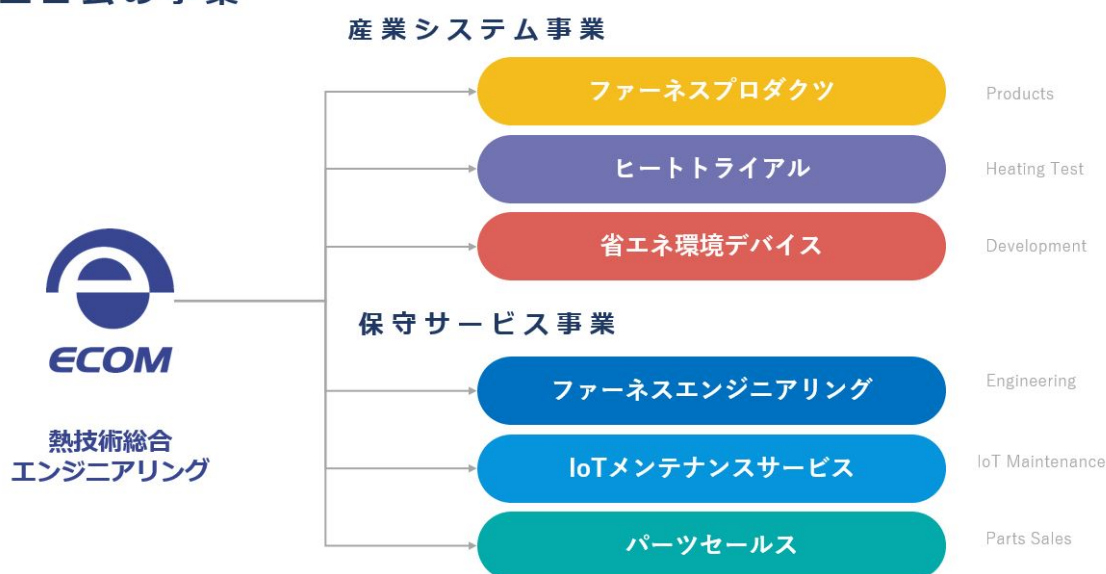 産業システム事業
ファーネスプロダクツ
Products
ヒートトライアル
Heating Test
省エネ環境デバイス
Development
ECOM
熱技術総合
エンジニアリング
保守サービス事業
ファーネスエンジニアリング
Engineering
IoTメンテナンスサービス
IoT Maintenance
パーツセールス
Parts Sales